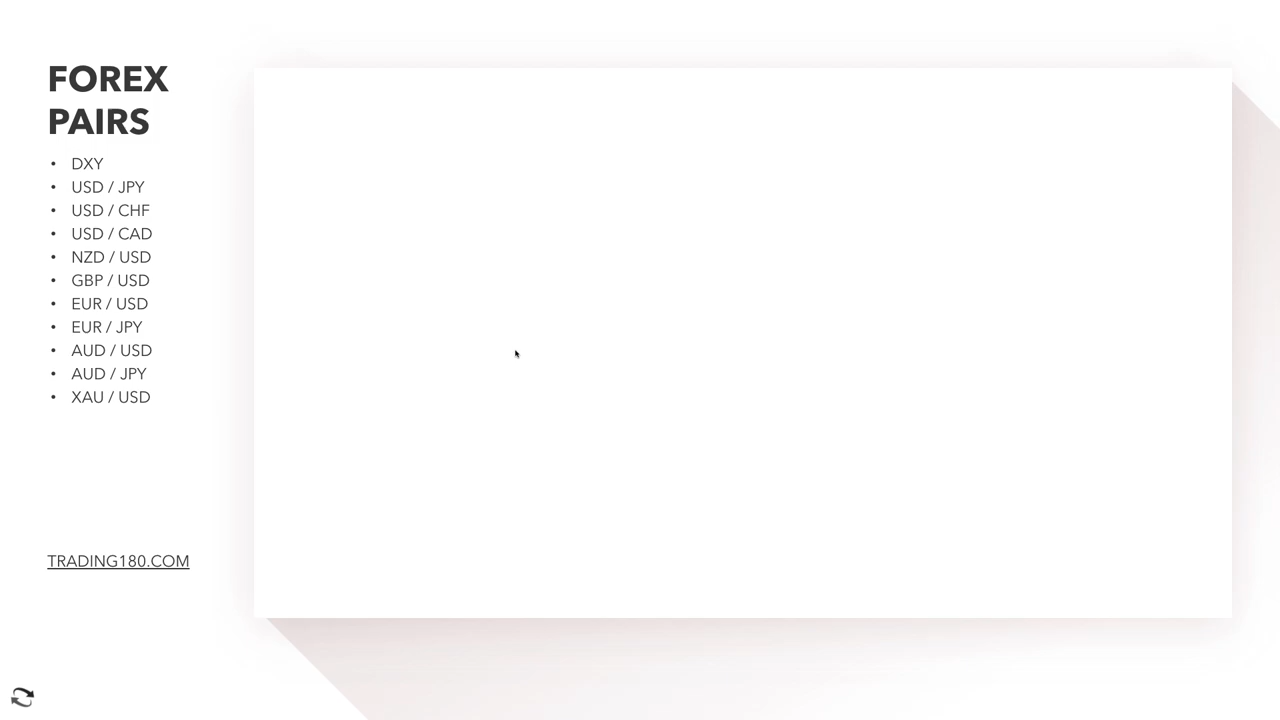 FOREX
PAIRS
• DXY
• USD / JPY
• USD / CHF
• USD / CAD
• NZD / USD
• GBP / USD
• EUR / USD
• EUR / JPY
• AUD / USD
• AUD / JPY
• XAU / USD
TRADING180.COM